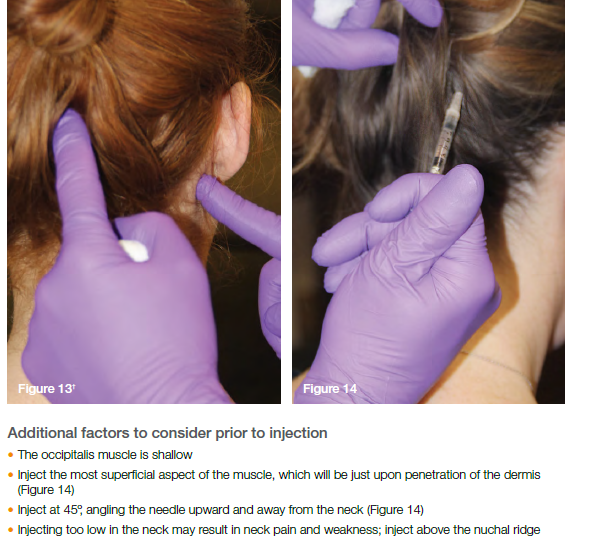 Figure 13†
Figure 14
Additional factors to consider prior to injection
• The occipitalis muscle is shallow
• Inject the most superficial aspect of the muscle, which will be just upon penetration of the dermis
(Figure 14)
• Inject at 45º, angling the needle upward and away from the neck (Figure 14)
• Injecting too low in the neck may result in neck pain and weakness; inject above the nuchal ridge